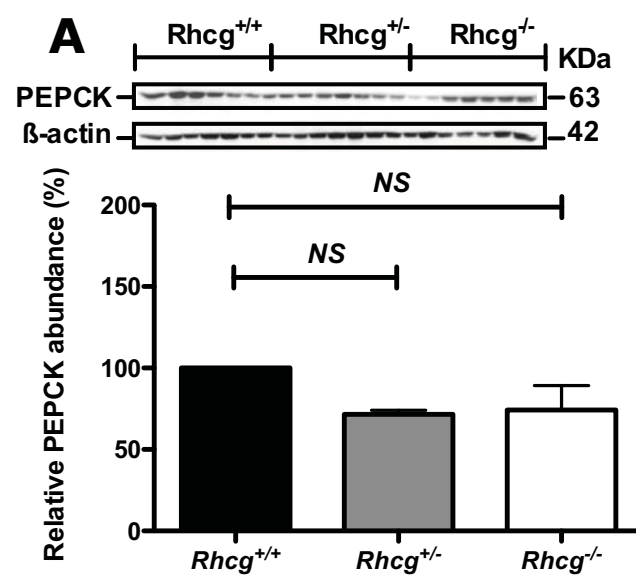 A
Rhcg+/+ Rhcg+/- Rhcg-/- KDa
PEPCK 63
ß-actin 42
Relative PEPCK abundance (%)
200
150
100
50
0
NS
NS
Rhcg+/+ Rhcg+/- Rhcg-/-